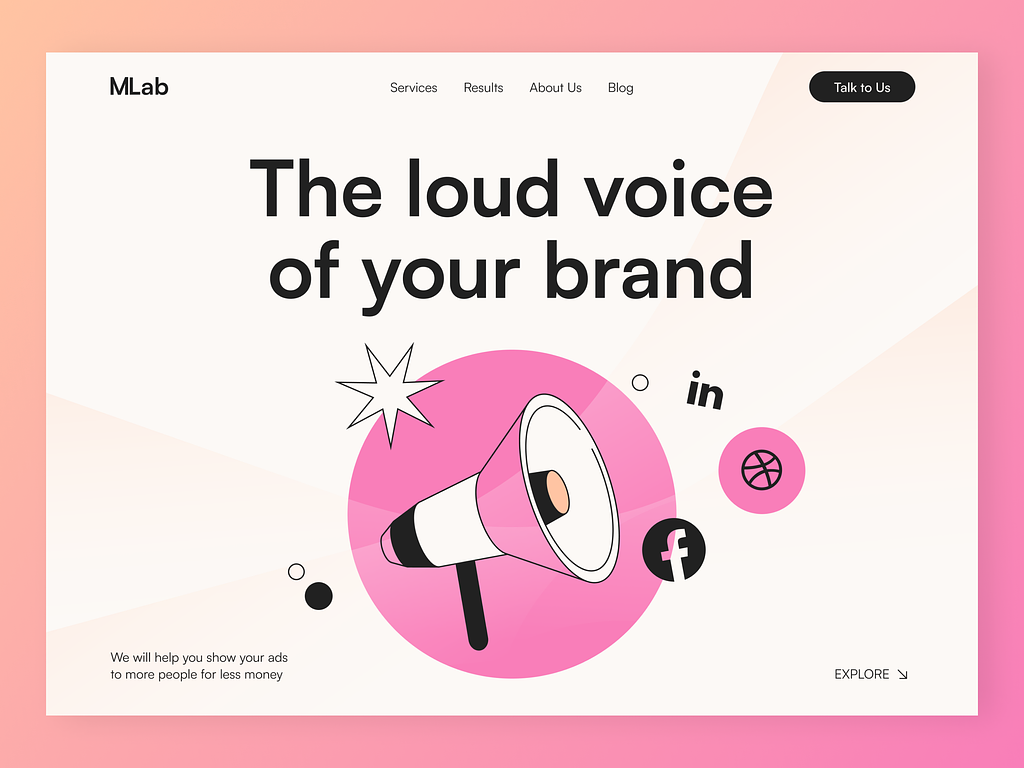 MLab
Services Results About Us Blog
Talk to Us
The loud voice
of your brand
in
f
We will help you show your ads
to more people for less money
EXPLORE